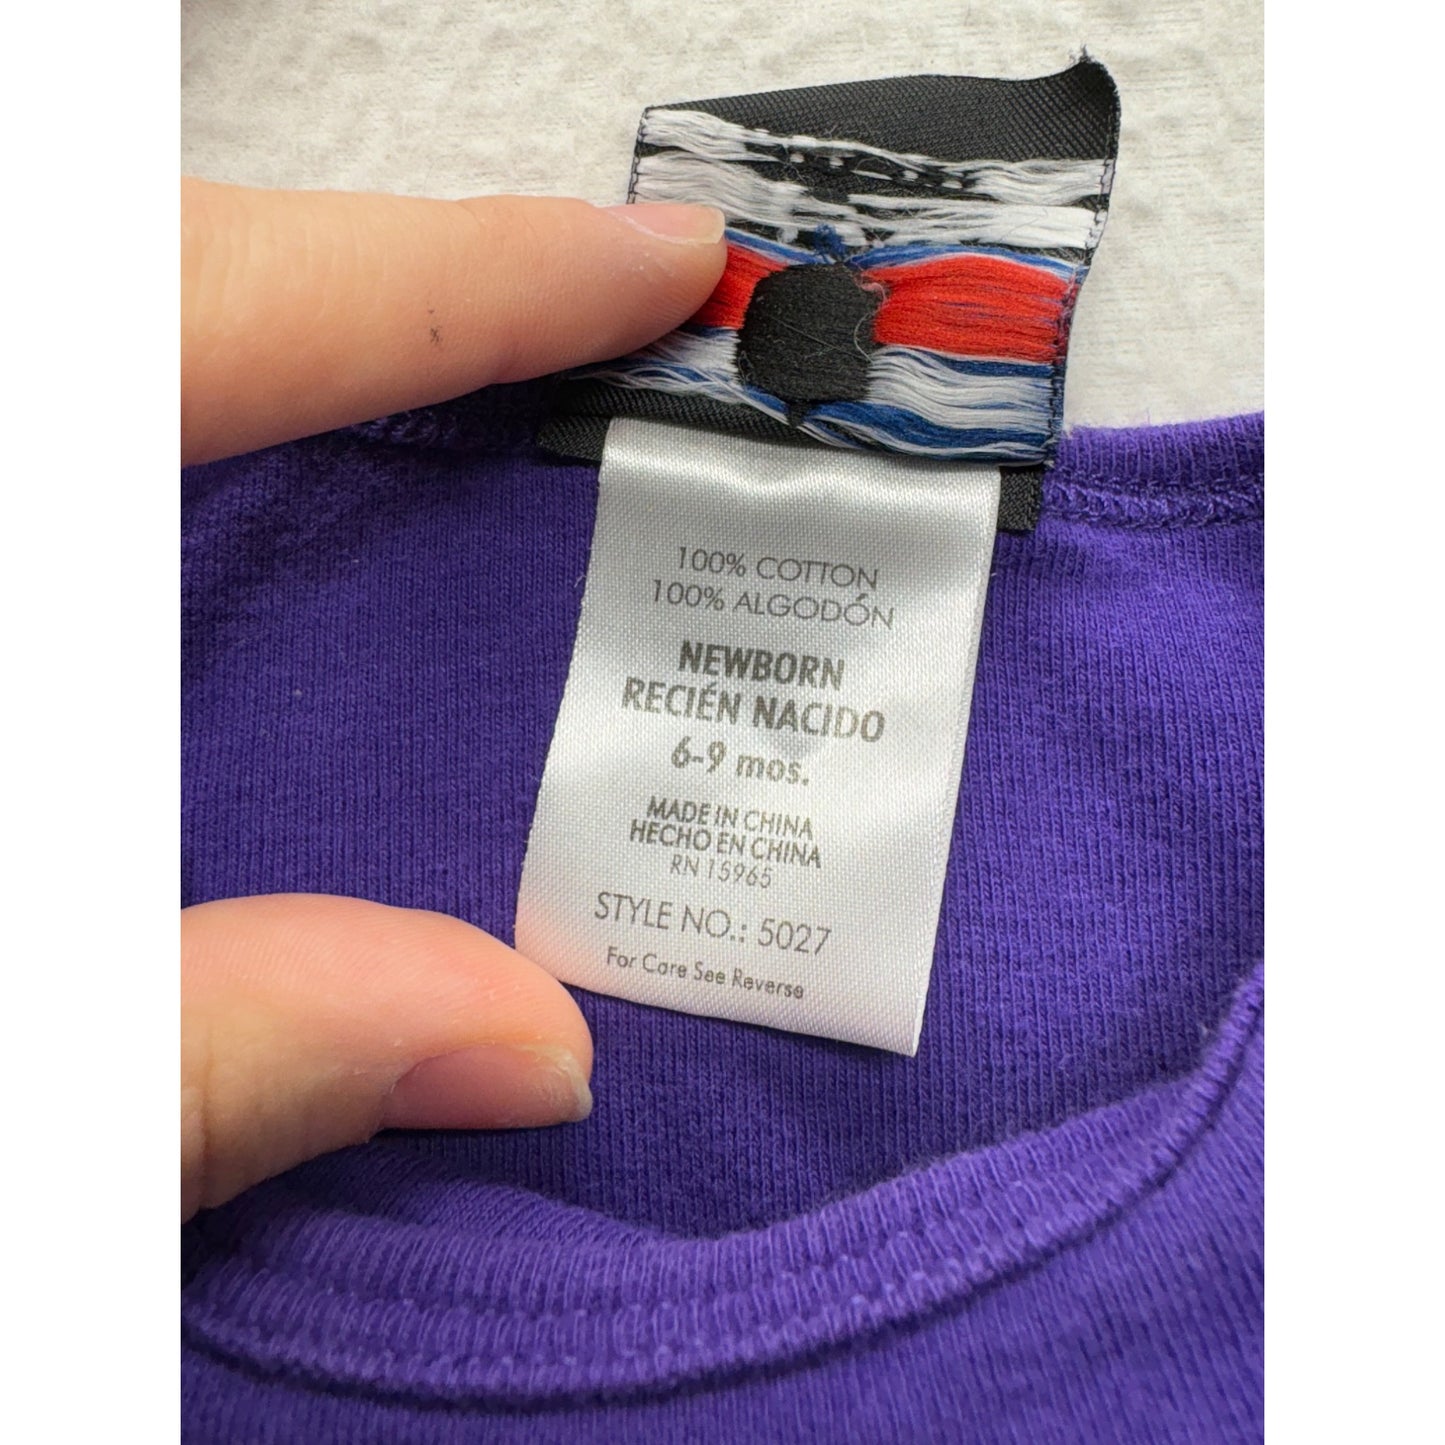 100% COTTON
100% ALGODÓN
NEWBORN
RECIÉN NACIDO
6-9 mos.
MADE IN CHINA
HECHO EN CHINA
RN 15965
STYLE NO.: 5027
For Care See Reverse